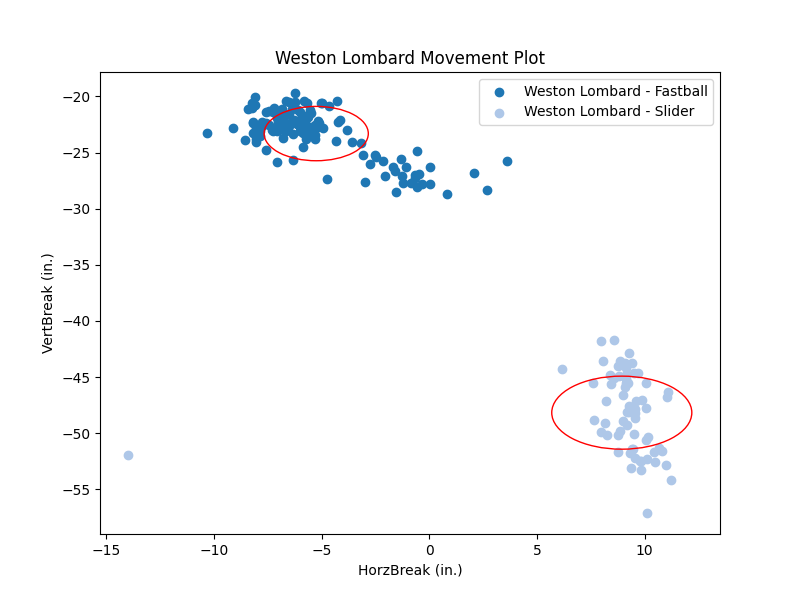 Weston Lombard Movement Plot
Weston Lombard - Fastball
Weston Lombard - Slider
VertBreak (in.)
−20
−25
−30
−35
−40
−45
−50
−55
−15
−10
−5
0
5
10
HorzBreak (in.)